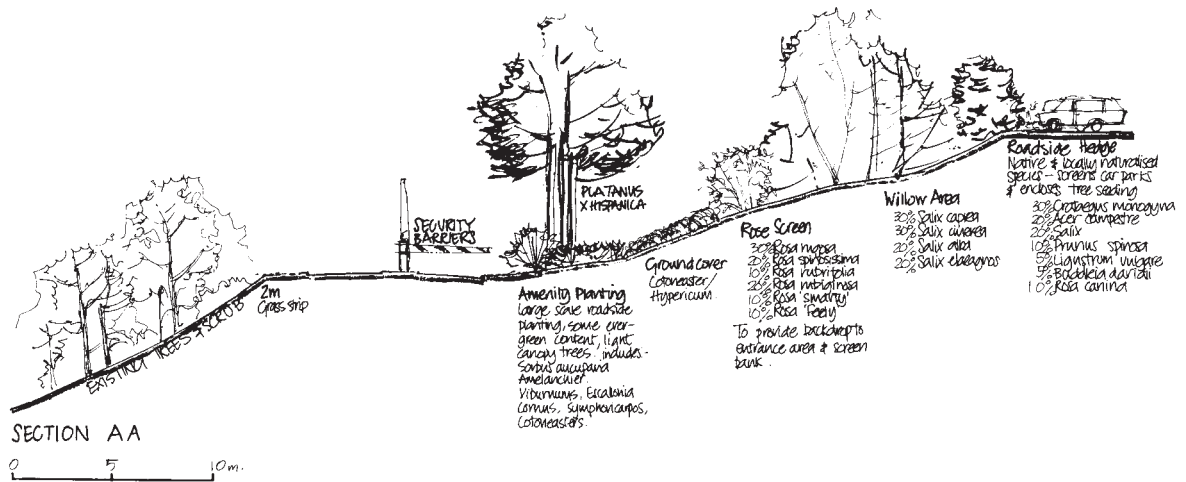 PLATANUS
X HISPANICA
SECURITY
BARRIERS
2m
Grass strip
EXISTING TREES & SCRUB
Amenity Planting
large scale roadside
planting, some ever-
green content, light
canopy trees. includes-
Sorbus aucuparia
Amelanchier.
Viburnums, Escallonia
Cornus, Symphoricarpos,
Cotoneasters.
Groundcover
Cotoneaster/
Hypericum.
Rose Screen
30% Rosa rugosa
20% Rosa spinosissima
10% Rosa rubrifolia
20% Rosa rubiginosa
10% Rosa 'Smarty'
10% Rosa 'Feely'
To provide backdrop to
entrance area & screen
bank.
Willow Area
30% Salix caprea
30% Salix cinerea
20% Salix alba
20% Salix elaeagnos
Roadside Hedge
Native & locally naturalised
species - screens car parks
& encloses tree seeding
30% Crataegus monogyna
20% Acer campestre
20% Salix
10% Prunus spinosa
5% Ligustrum vulgare
5% Buddleia davidii
10% Rosa canina
SECTION AA
0 5 10m.